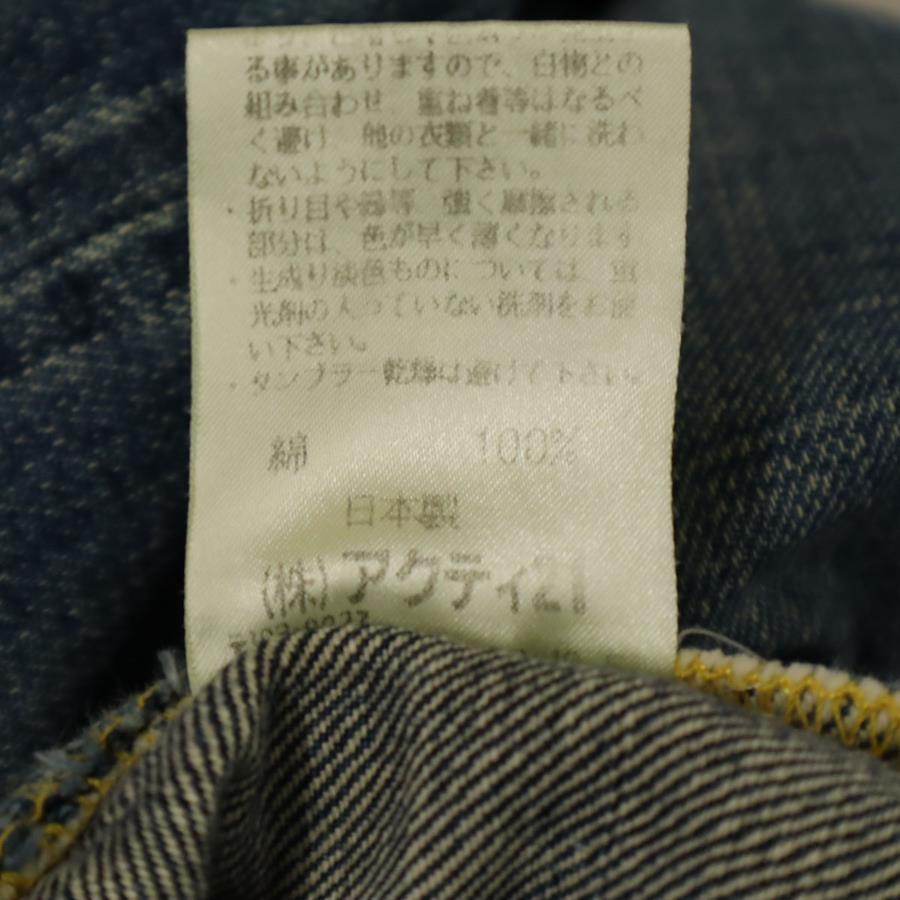 る事がありますので、白物との
組み合わせ、重ね着等はなるべ
く避け 他の衣類と一緒に洗わ
ないようにして下さい。
・折り目や 等 強く摩擦される
部分は、色が早く薄くなります
・生成り淡色ものについては、蛍
光剤の入っていない洗剤をお使
い下さい。
・タンブラー乾燥は避けて下さい。
綿 100%
日本製
(株)アクティ21